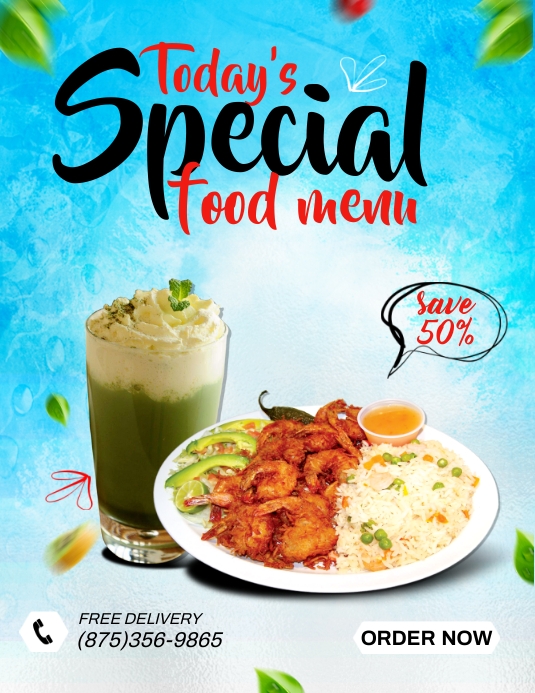 Today's
Special
food menu
save
50%
FREE DELIVERY
(875)356-9865
ORDER NOW